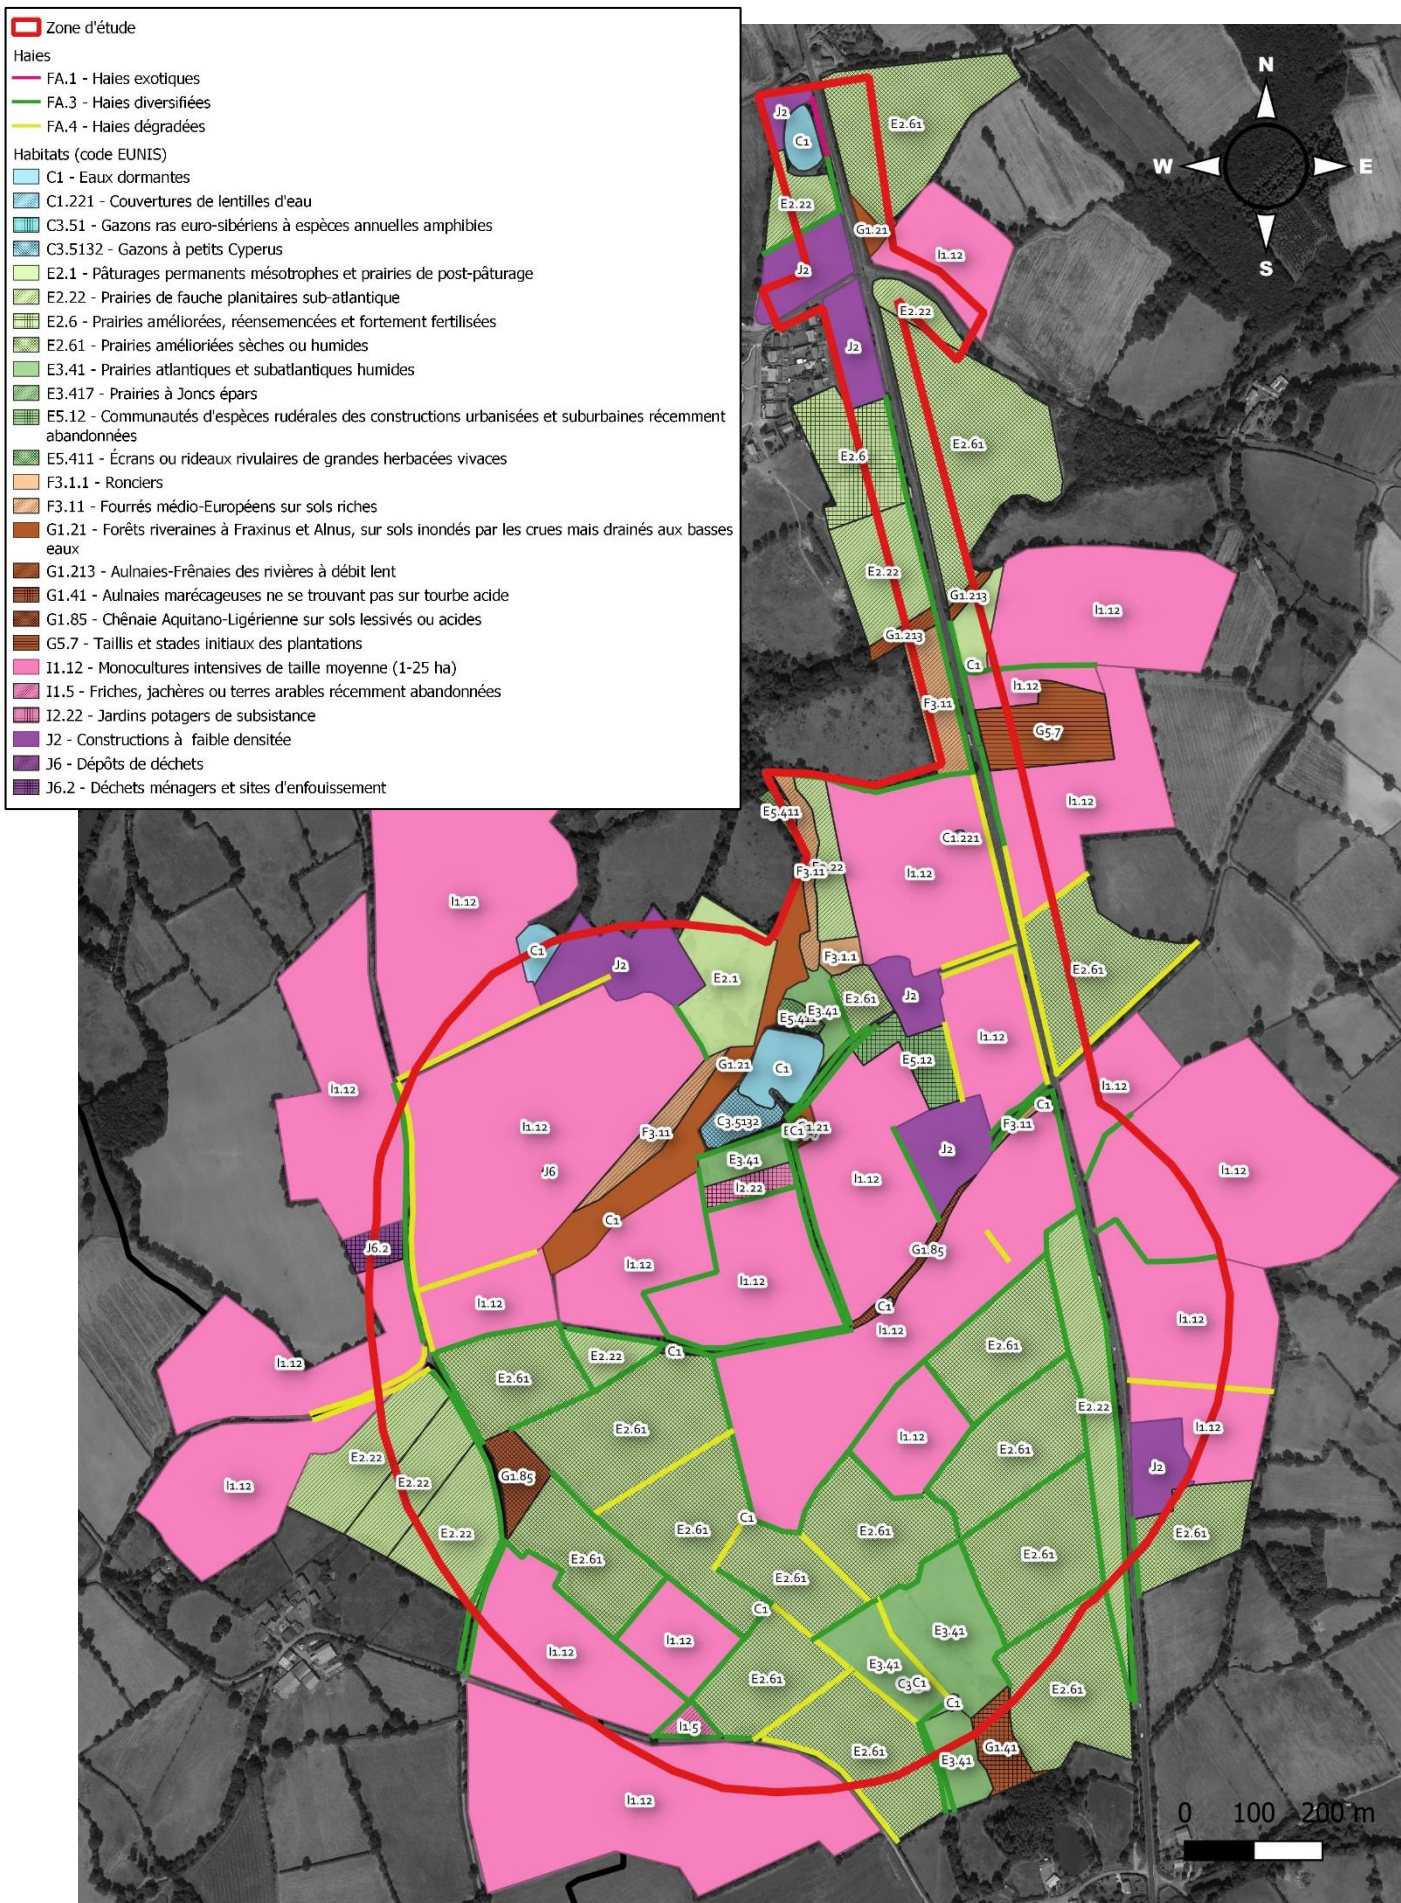 Zone d'étude
Haies
FA.1 - Haies exotiques
FA.3 - Haies diversifiées
FA.4 - Haies dégradées
Habitats (code EUNIS)
C1 - Eaux dormantes
C1.221 - Couvertures de lentilles d'eau
C3.51 - Gazons ras euro-sibériens à espèces annuelles amphibies
C3.5132 - Gazons à petits Cyperus
E2.1 - Pâturages permanents mésotrophes et prairies de post-pâturage
E2.22 - Prairies de fauche planitaires sub-atlantique
E2.6 - Prairies améliorées, réensemencées et fortement fertilisées
E2.61 - Prairies amélioriées sèches ou humides
E3.41 - Prairies atlantiques et subatlantiques humides
E3.417 - Prairies à Joncs épars
E5.12 - Communautés d'espèces rudérales des constructions urbanisées et suburbaines récemment
abandonnées
E5.411 - Écrans ou rideaux rivulaires de grandes herbacées vivaces
F3.1.1 - Ronciers
F3.11 - Fourrés médio-Européens sur sols riches
G1.21 - Forêts riveraines à Fraxinus et Alnus, sur sols inondés par les crues mais drainés aux basses
eaux
G1.213 - Aulnaies-Frênaies des rivières à débit lent
G1.41 - Aulnaies marécageuses ne se trouvant pas sur tourbe acide
G1.85 - Chênaie Aquitano-Ligérienne sur sols lessivés ou acides
G5.7 - Taillis et stades initiaux des plantations
I1.12 - Monocultures intensives de taille moyenne (1-25 ha)
I1.5 - Friches, jachères ou terres arables récemment abandonnées
I2.22 - Jardins potagers de subsistance
J2 - Constructions à faible densitée
J6 - Dépôts de déchets
J6.2 - Déchets ménagers et sites d'enfouissement
N
W
E
S
J2
C1
E2.61
E2.22
G1.21
I1.12
J2
E2.22
J2
E2.61
E2.6
E2.22
G1.213
I1.12
G1.213
C1
I1.12
F3.11
G5.7
I1.12
E5.411
C1.221
E2.22
F3.11
I1.12
I1.12
C1
J2
F3.1.1
E2.61
E2.1
J2
E2.61
E3.41
E5.411
I1.12
E5.12
G1.21
C1
I1.12
I1.12
C1
C3.5132
F3.11
I1.12
F3.11
C1
G1.21
E3.41
J2
J6
I1.12
I1.12
I2.22
C1
J6.2
G1.85
I1.12
I1.12
I1.12
C1
I1.12
I1.12
I1.12
E2.61
E2.22
C1
I1.12
E2.61
E2.22
I1.12
E2.61
I1.12
E2.22
E2.61
J2
G1.85
E2.22
I1.12
C1
E2.61
E2.61
E2.61
E2.22
E2.61
E2.61
E2.61
C1
E3.41
I1.12
I1.12
E3.41
E2.61
C1
E2.61
C1
I1.5
G1.41
E2.61
E3.41
I1.12
0 100 200 m